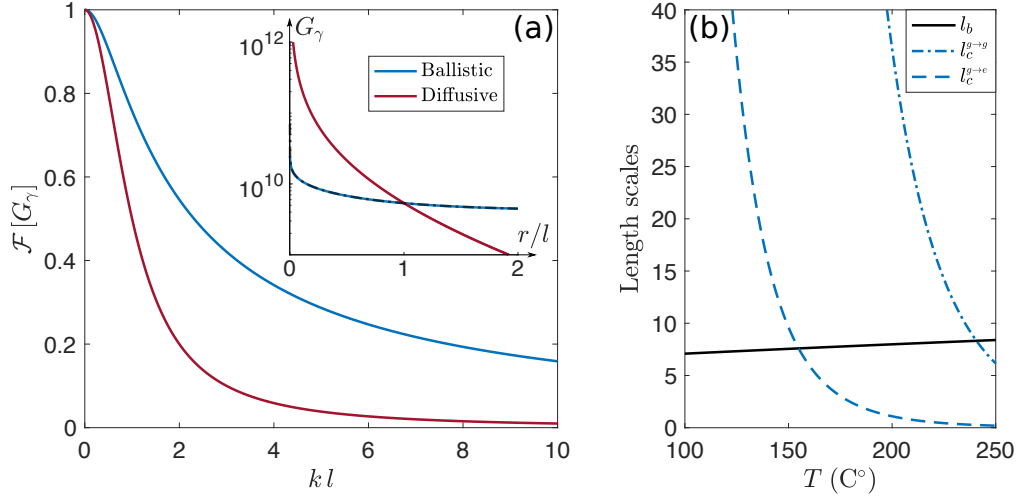 (a)
1
0.8
0.6
0.4
0.2
0
0
2
4
6
8
10
k l
𝓕 [G_γ]
G_γ
10^12
10^10
0
1
2
r/l
Ballistic
Diffusive
(b)
40
35
30
25
20
15
10
5
0
100
150
200
250
T (C°)
Length scales
l_b
l_c^{g→g}
l_c^{g→e}